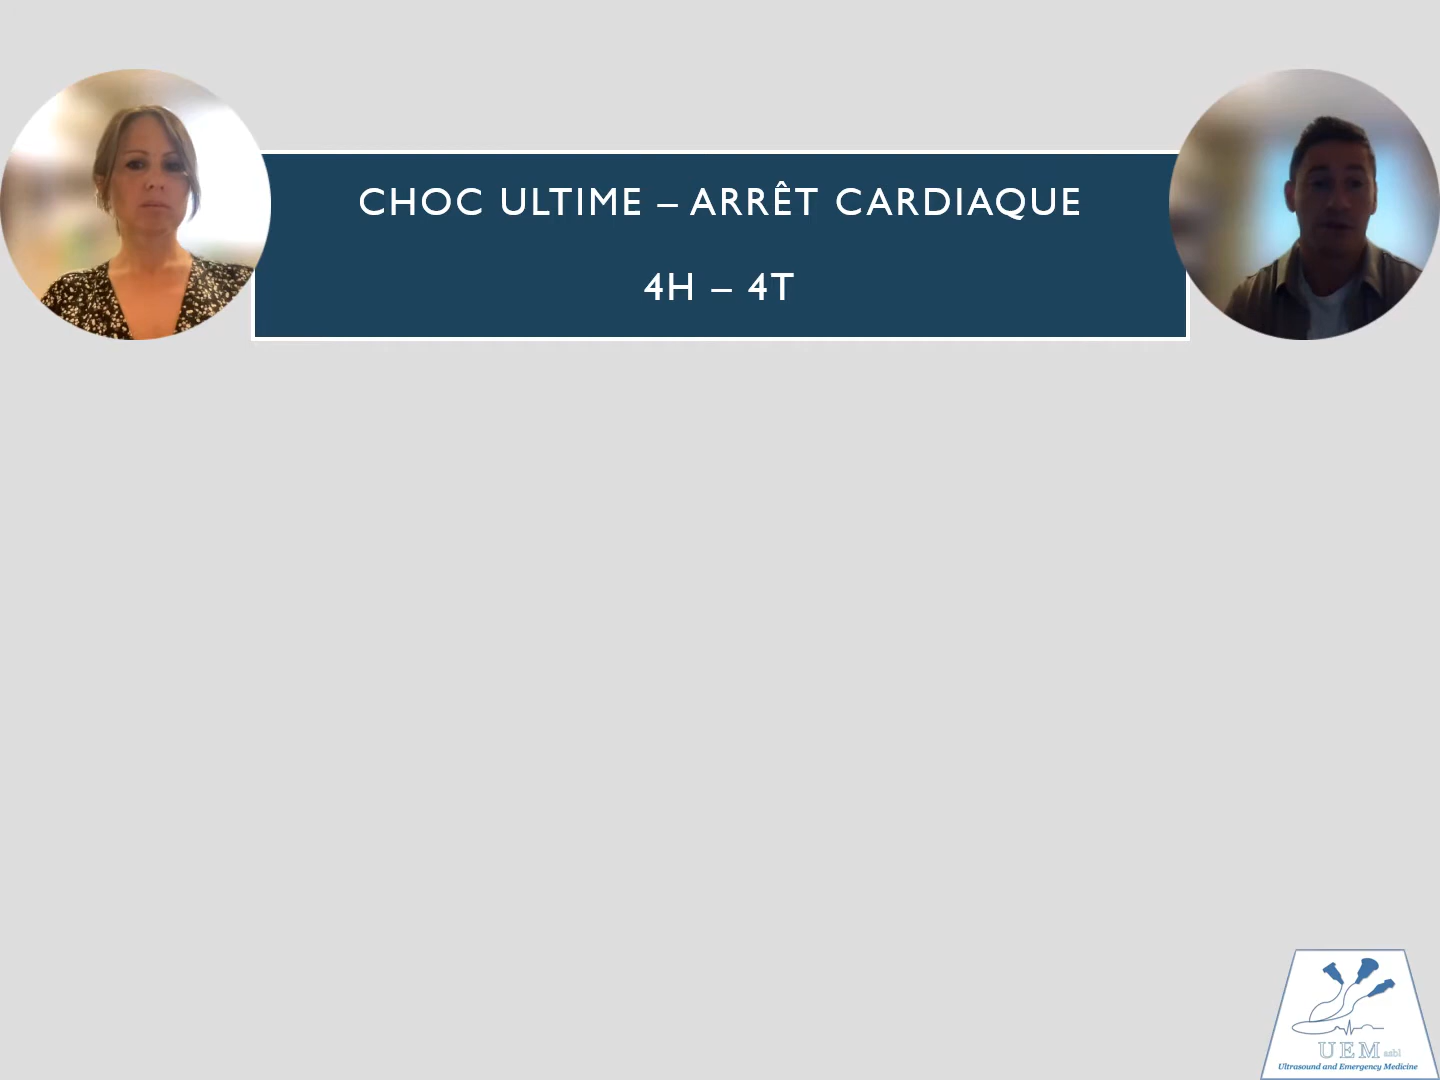 CHOC ULTIME – ARRÊT CARDIAQUE
4H – 4T
UEM asbl
Ultrasound and Emergency Medicine